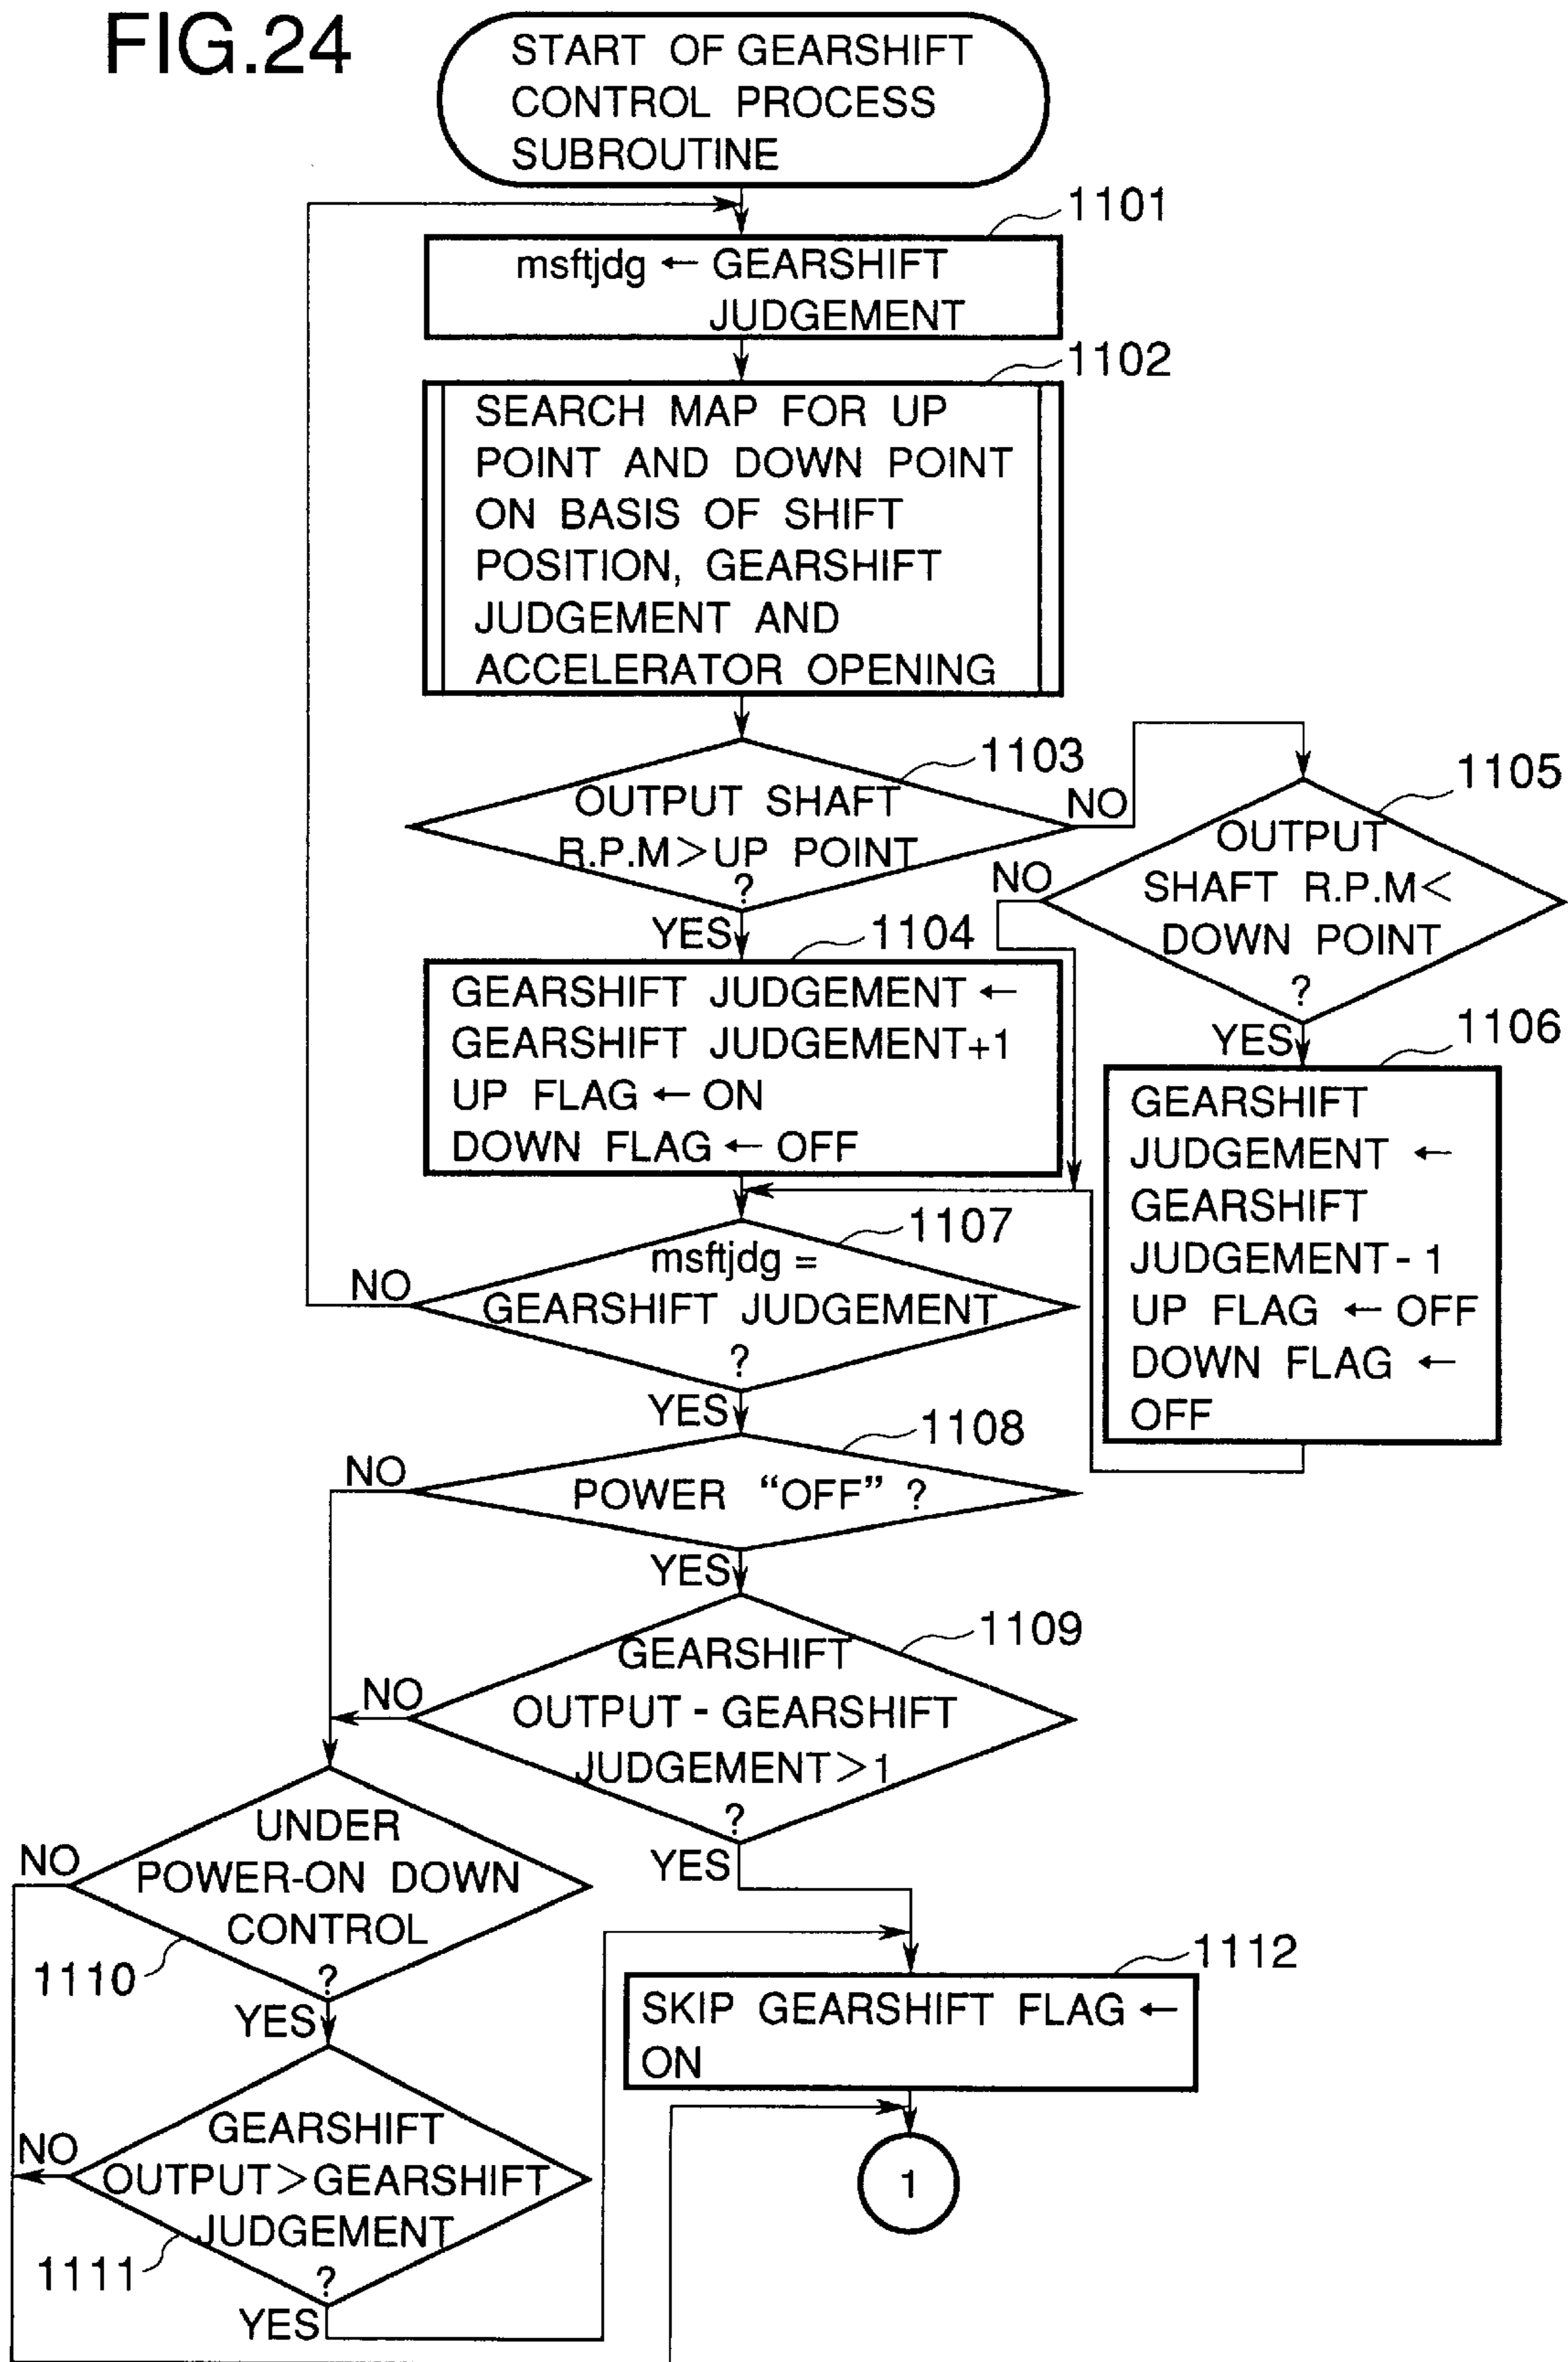 FIG.24
START OF GEARSHIFT
CONTROL PROCESS
SUBROUTINE
1101
msftjdg ← GEARSHIFT
JUDGEMENT
1102
SEARCH MAP FOR UP
POINT AND DOWN POINT
ON BASIS OF SHIFT
POSITION, GEARSHIFT
JUDGEMENT AND
ACCELERATOR OPENING
1103
OUTPUT SHAFT
R.P.M>UP POINT
?
NO
YES
1105
OUTPUT
SHAFT R.P.M<
DOWN POINT
?
NO
YES
1104
GEARSHIFT JUDGEMENT ←
GEARSHIFT JUDGEMENT+1
UP FLAG ← ON
DOWN FLAG ← OFF
1106
GEARSHIFT
JUDGEMENT ←
GEARSHIFT
JUDGEMENT-1
UP FLAG ← OFF
DOWN FLAG ←
OFF
1107
msftjdg =
GEARSHIFT JUDGEMENT
?
NO
YES
1108
POWER “OFF” ?
NO
YES
1109
GEARSHIFT
OUTPUT - GEARSHIFT
JUDGEMENT>1
?
NO
YES
UNDER
POWER-ON DOWN
CONTROL
?
1110
NO
YES
1112
SKIP GEARSHIFT FLAG ←
ON
GEARSHIFT
OUTPUT>GEARSHIFT
JUDGEMENT
?
1111
NO
YES
1